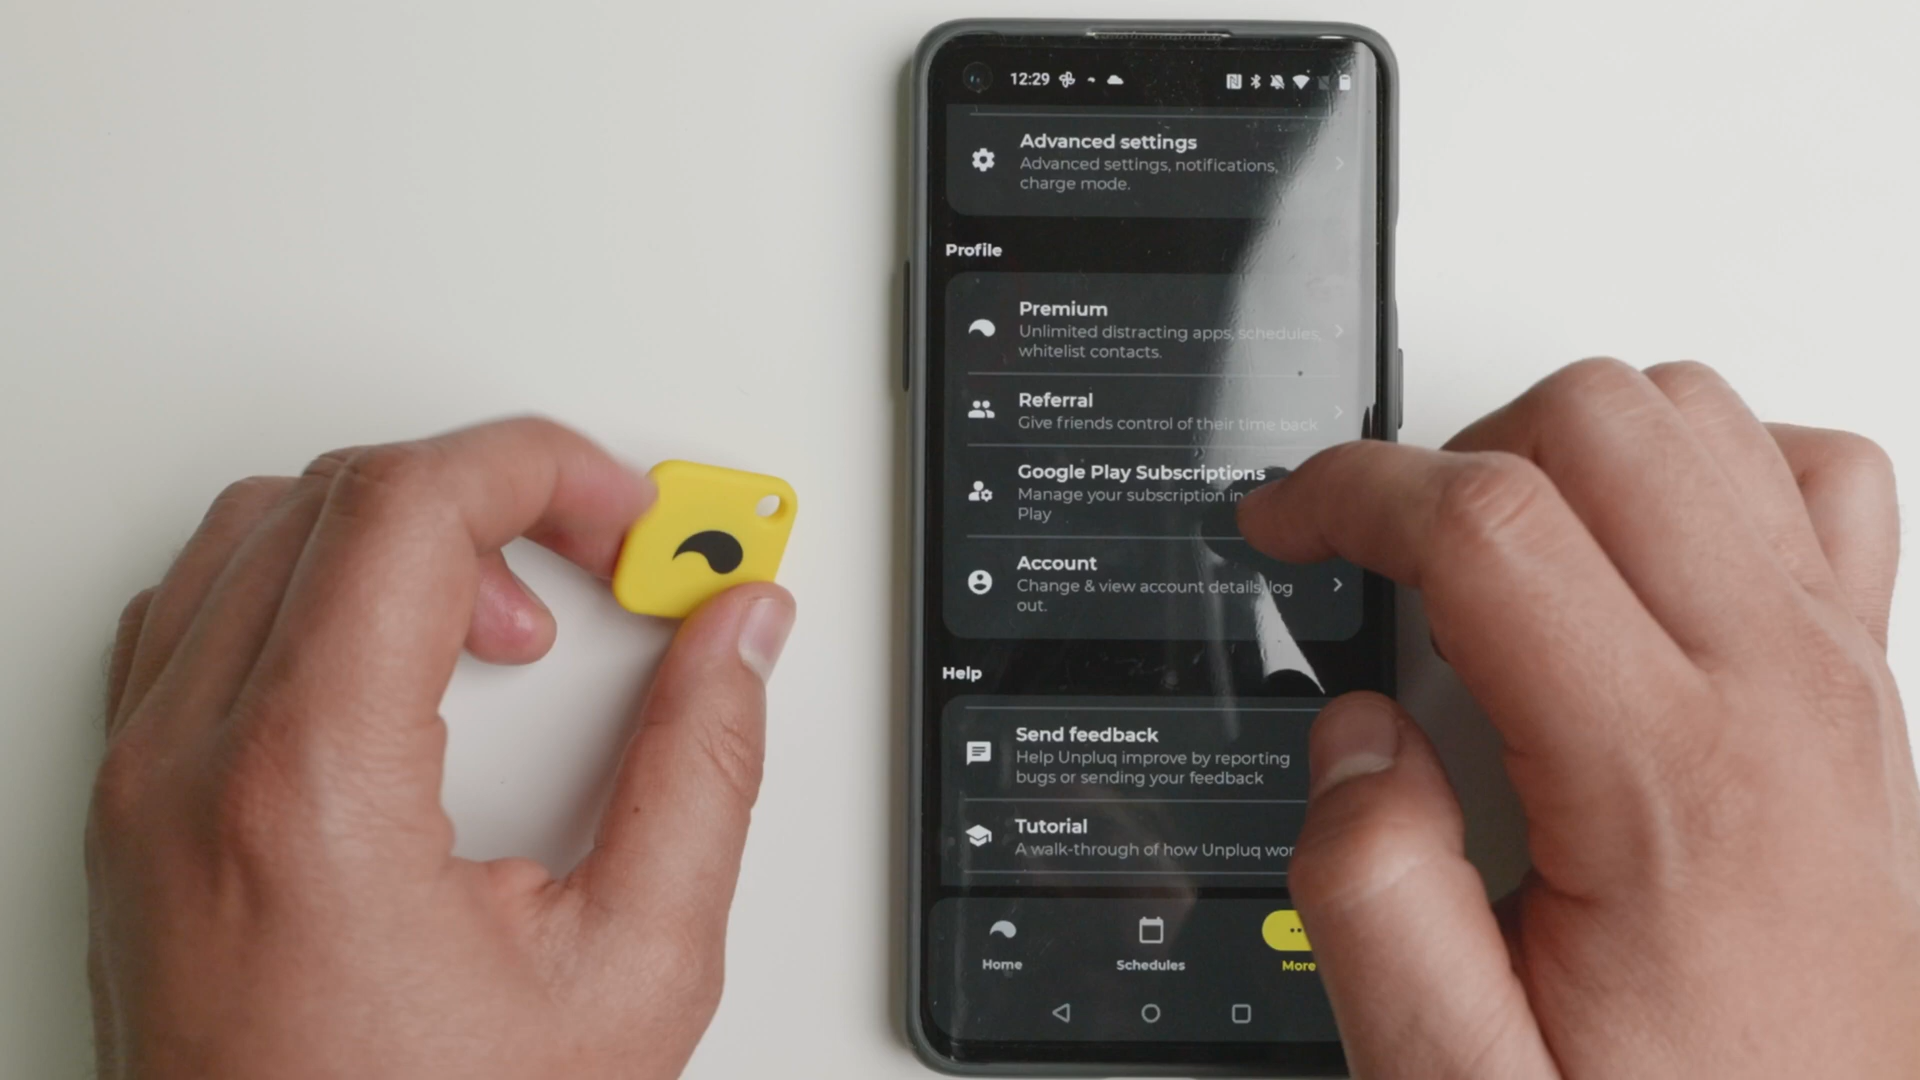 12:29
Advanced settings
Advanced settings, notifications,
charge mode.
Profile
Premium
Unlimited distracting apps, schedules,
whitelist contacts.
Referral
Give friends control of their time back
Google Play Subscriptions
Manage your subscription in
Play
Account
Change & view account details, log
out.
Help
Send feedback
Help Unpluq improve by reporting
bugs or sending your feedback
Tutorial
A walk-through of how Unpluq
Home
Schedules
More